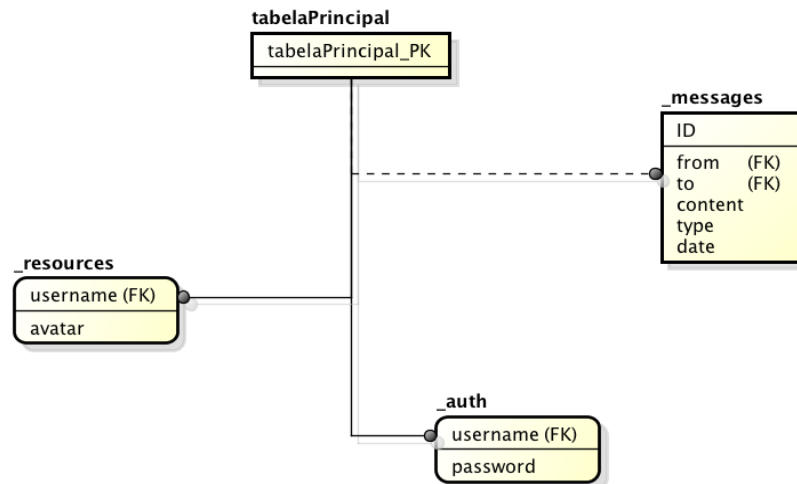 tabelaPrincipal
tabelaPrincipal_PK
_messages
ID
from (FK)
to (FK)
content
type
date
_resources
username (FK)
avatar
_auth
username (FK)
password